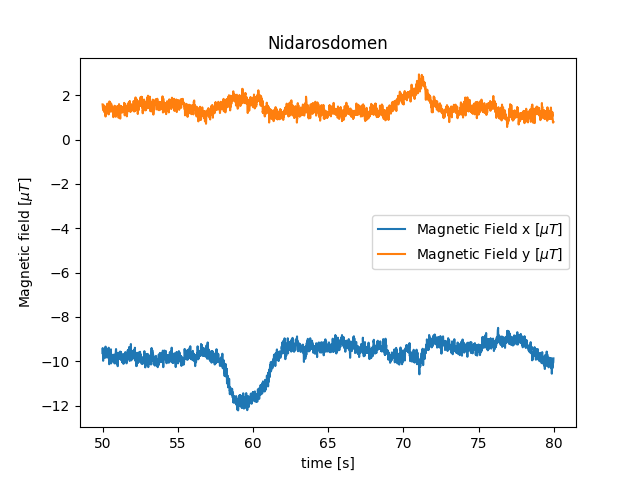 Nidarosdomen
Magnetic field [μT]
2
0
−2
−4
−6
−8
−10
−12
Magnetic Field x [μT]
Magnetic Field y [μT]
50 55 60 65 70 75 80
time [s]